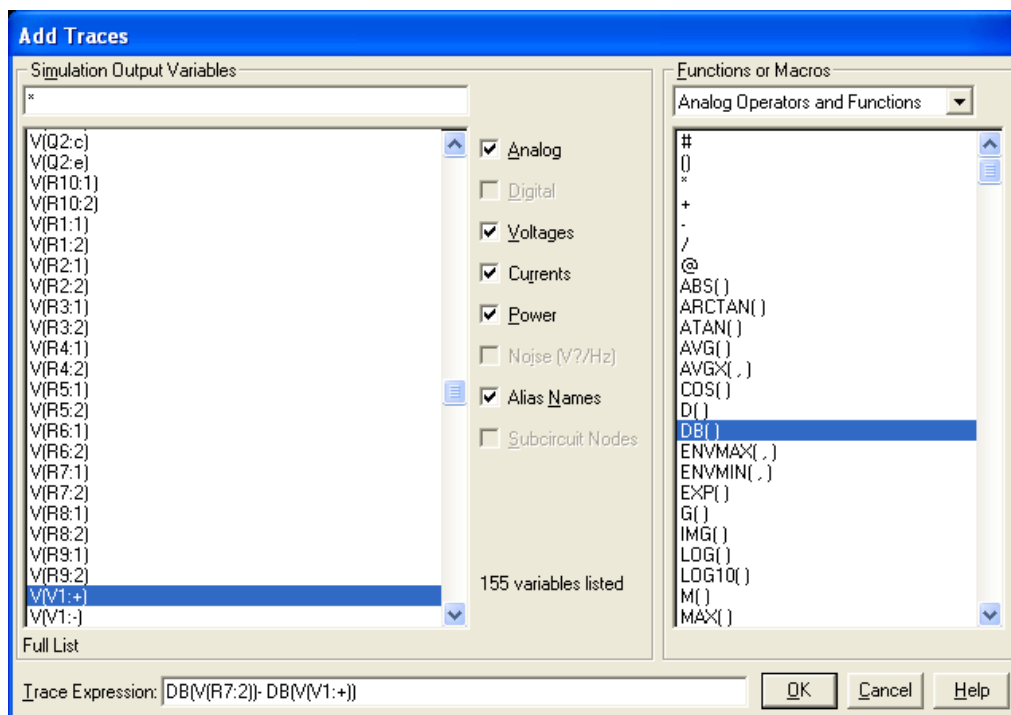 Add Traces
Simulation Output Variables
*
V(Q2:c)
V(Q2:e)
V(R10:1)
V(R10:2)
V(R1:1)
V(R1:2)
V(R2:1)
V(R2:2)
V(R3:1)
V(R3:2)
V(R4:1)
V(R4:2)
V(R5:1)
V(R5:2)
V(R6:1)
V(R6:2)
V(R7:1)
V(R7:2)
V(R8:1)
V(R8:2)
V(R9:1)
V(R9:2)
V(V1:+)
V(V1:-)
Full List
Analog
Digital
Voltages
Currents
Power
Noise (V?/Hz)
Alias Names
Subcircuit Nodes
155 variables listed
Functions or Macros
Analog Operators and Functions
#
()
*
+
-
/
@
ABS( )
ARCTAN( )
ATAN( )
AVG( )
AVGX( , )
COS( )
D( )
DB( )
ENVMAX( , )
ENVMIN( , )
EXP( )
G( )
IMG( )
LOG( )
LOG10( )
M( )
MAX( )
Trace Expression: DB(V(R7:2))- DB(V(V1:+))
OK Cancel Help